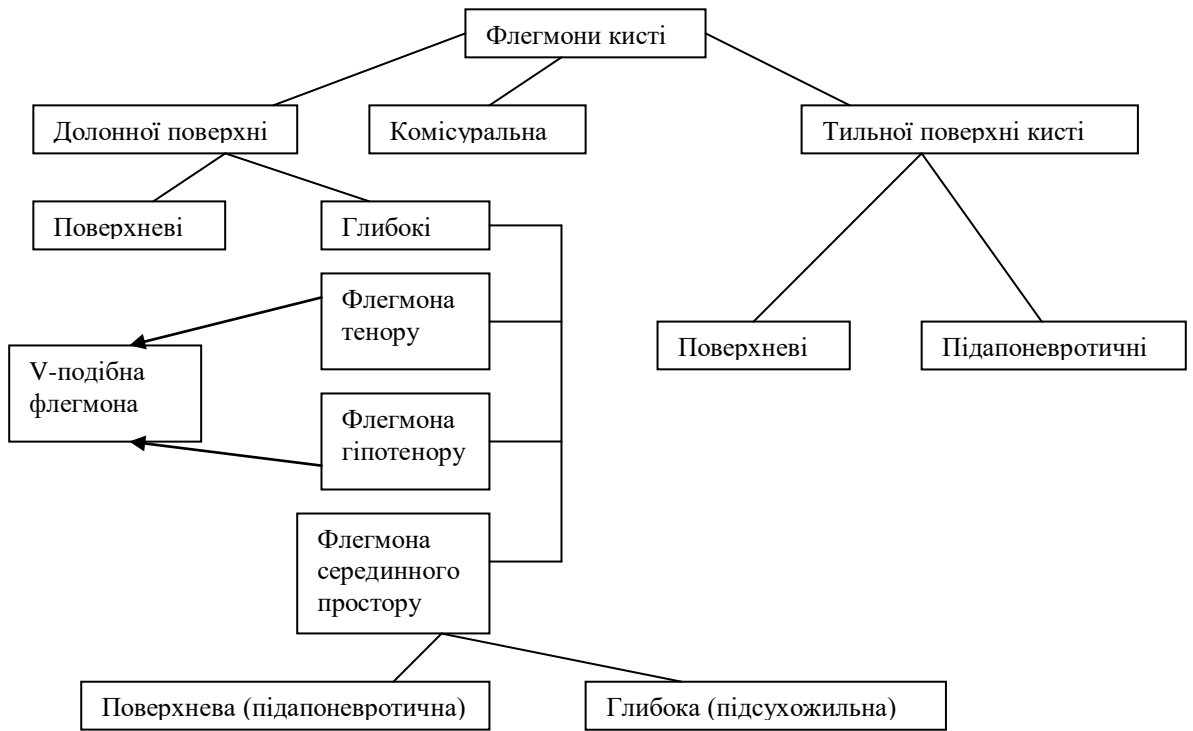 Флегмони кисті
Долонної поверхні
Комісуральна
Тильної поверхні кисті
Поверхневі
Глибокі
Флегмона
тенору
V-подібна
флегмона
Поверхневі
Підапоневротичні
Флегмона
гіпотенору
Флегмона
серединного
простору
Поверхнева (підапоневротична)
Глибока (підсухожильна)